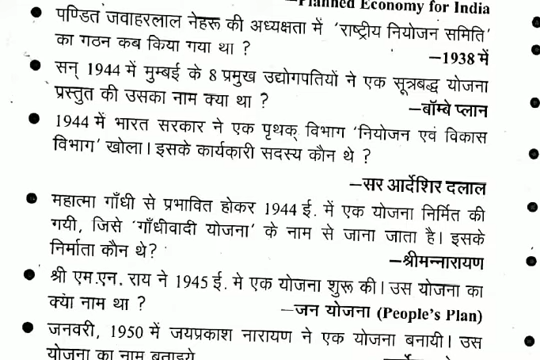 —Planned Economy for India
● पण्डित जवाहरलाल नेहरू की अध्यक्षता में 'राष्ट्रीय नियोजन समिति'
का गठन कब किया गया था ?
—1938 में
● सन् 1944 में मुम्बई के 8 प्रमुख उद्योगपतियों ने एक सूत्रबद्ध योजना
प्रस्तुत की उसका नाम क्या था ?
—बॉम्बे प्लान
● 1944 में भारत सरकार ने एक पृथक् विभाग 'नियोजन एवं विकास
विभाग' खोला। इसके कार्यकारी सदस्य कौन थे ?
—सर आर्देशिर दलाल
● महात्मा गाँधी से प्रभावित होकर 1944 ई. में एक योजना निर्मित की
गयी, जिसे 'गाँधीवादी योजना' के नाम से जाना जाता है। इसके
निर्माता कौन थे?
—श्रीमन्नारायण
● श्री एम.एन. राय ने 1945 ई. मे एक योजना शुरू की। उस योजना का
क्या नाम था ?
—जन योजना (People's Plan)
● जनवरी, 1950 में जयप्रकाश नारायण ने एक योजना बनायी। उस
योजना का नाम बताइये